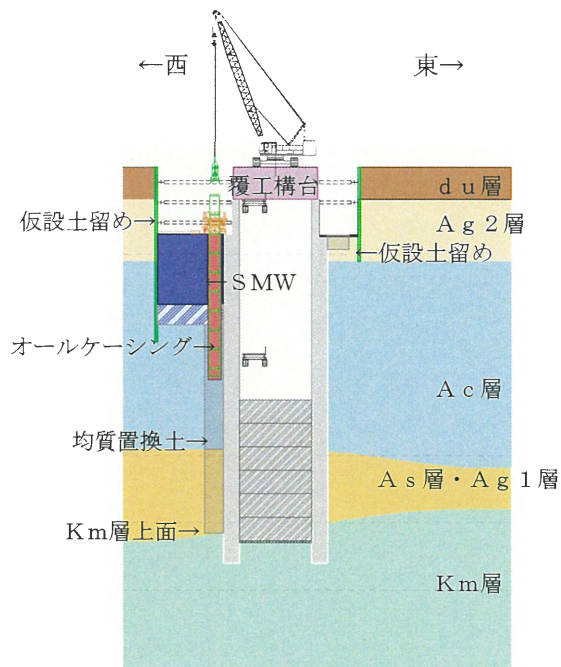 ←西
東→
覆工構台
du層
仮設土留め→
Ag2層
←仮設土留め
←SMW
オールケーシング→
Ac層
均質置換土→
As層・Ag1層
Km層上面→
Km層